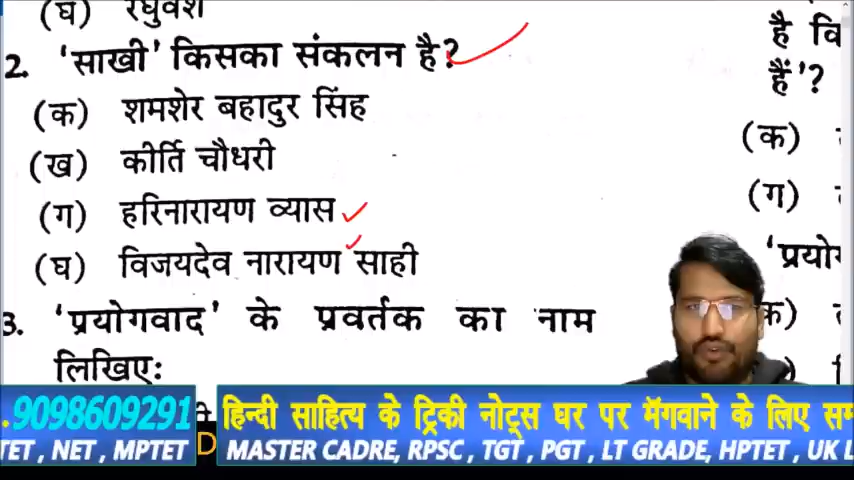 (घ) रघुवंश
2. 'साखी' किसका संकलन है?
(क) शमशेर बहादुर सिंह
(ख) कीर्ति चौधरी
(ग) हरिनारायण व्यास
(घ) विजयदेव नारायण साही
3. 'प्रयोगवाद' के प्रवर्तक का नाम
लिखिए:
है वि
हैं'?
(क)
(ग)
'प्रयो
क)
.9098609291
हिन्दी साहित्य के ट्रिकी नोट्स घर पर मॅगवाने के लिए सम
TET , NET , MPTET
D
MASTER CADRE, RPSC , TGT , PGT , LT GRADE, HPTET , UK L